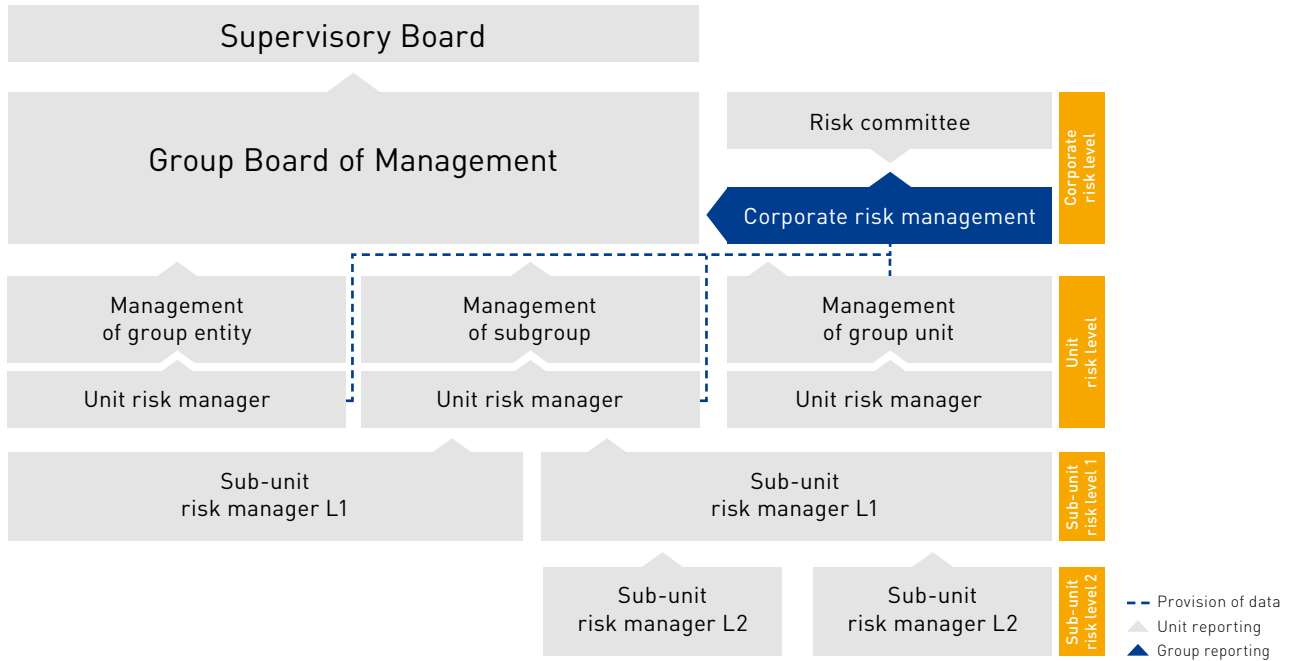 Supervisory Board
Group Board of Management
Risk committee
Corporate risk management
Corporate
risk level
Management
of group entity
Management
of subgroup
Management
of group unit
Unit risk manager
Unit risk manager
Unit risk manager
Unit
risk level
Sub-unit
risk manager L1
Sub-unit
risk manager L1
Sub-unit
risk level 1
Sub-unit
risk manager L2
Sub-unit
risk manager L2
Sub-unit
risk level 2
Provision of data
Unit reporting
Group reporting